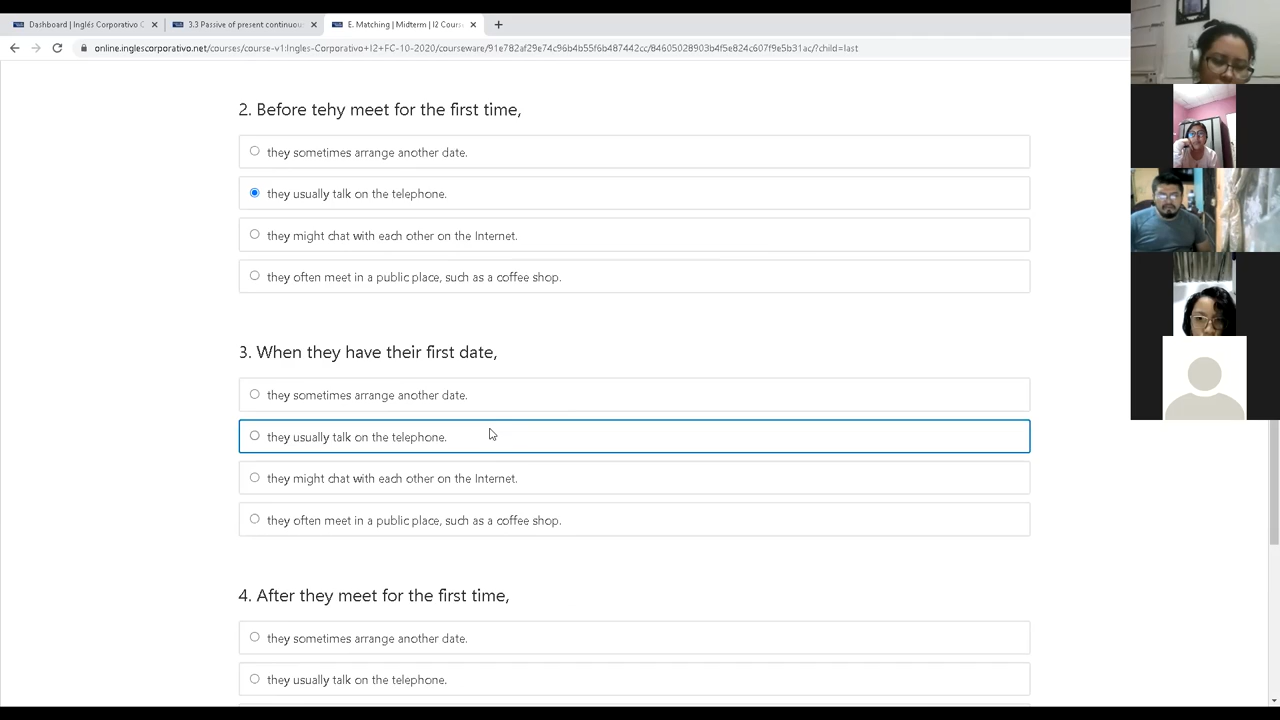 Dashboard | Inglés Corporativo C
3.3 Passive of present continuou
E. Matching | Midterm | I2 Cours
online.inglescorporativo.net/courses/course-v1:Ingles-Corporativo+I2+FC-10-2020/courseware/91e782af29e74c96b4b55f6b487442cc/84605028903b4f5e824c607f9e5b31ac/?child=last
2. Before tehy meet for the first time,
they sometimes arrange another date.
they usually talk on the telephone.
they might chat with each other on the Internet.
they often meet in a public place, such as a coffee shop.
3. When they have their first date,
they sometimes arrange another date.
they usually talk on the telephone.
they might chat with each other on the Internet.
they often meet in a public place, such as a coffee shop.
4. After they meet for the first time,
they sometimes arrange another date.
they usually talk on the telephone.